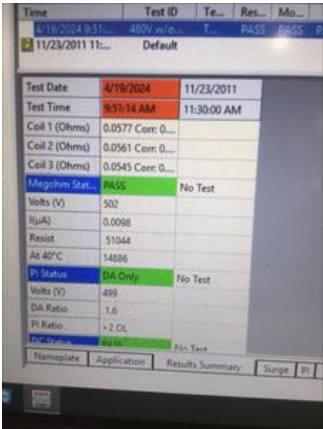 Time Test ID Te... Res... Mo...
4/19/2024 9:51... 480V w/o... T... PASS PASS
11/23/2011 11:... Default
Test Date 4/19/2024 11/23/2011
Test Time 9:51:14 AM 11:30:00 AM
Coil 1 (Ohms) 0.0577 Corr: 0....
Coil 2 (Ohms) 0.0561 Corr: 0....
Coil 3 (Ohms) 0.0545 Corr: 0....
Megohm Stat... PASS No Test
Volts (V) 502
I(μA) 0.0098
Resist 51044
At 40°C 14886
PI Status DA Only No Test
Volts (V) 499
DA Ratio 1.6
PI Ratio >2 OL
DC Status PASS No Test
Nameplate Application Results Summary Surge PI